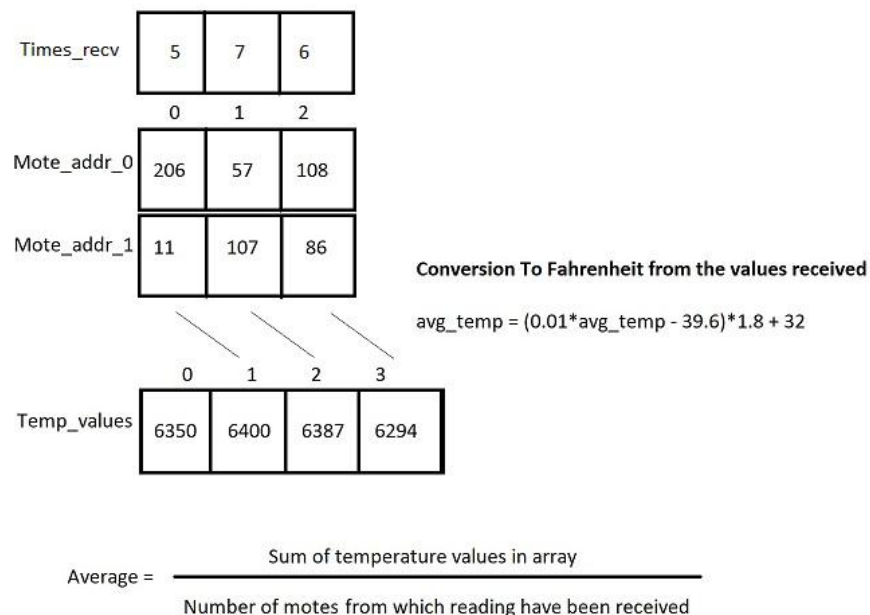 Times_recv 5 7 6
0 1 2
Mote_addr_0 206 57 108
Mote_addr_1 11 107 86
Conversion To Fahrenheit from the values received
avg_temp = (0.01*avg_temp - 39.6)*1.8 + 32
0 1 2 3
Temp_values 6350 6400 6387 6294
Sum of temperature values in array
Average =
Number of motes from which reading have been received